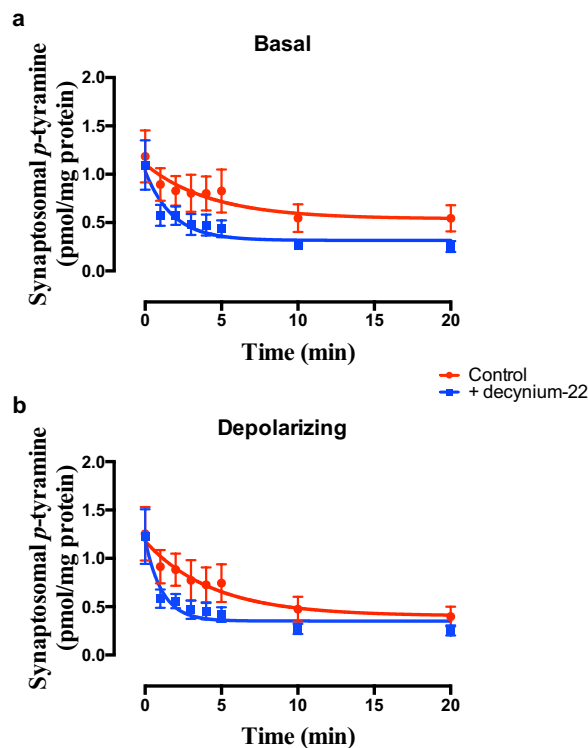 a
Basal
Synaptosomal p-tyramine
(pmol/mg protein)
2.0
1.5
1.0
0.5
0.0
0 5 10 15 20
Time (min)
Control
+ decynium-22
b
Depolarizing
Synaptosomal p-tyramine
(pmol/mg protein)
2.0
1.5
1.0
0.5
0.0
0 5 10 15 20
Time (min)